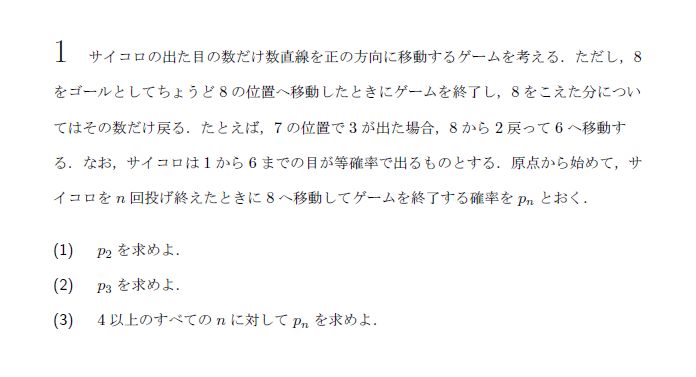 1 サイコロの出た目の数だけ数直線を正の方向に移動するゲームを考える．ただし，8
をゴールとしてちょうど 8 の位置へ移動したときにゲームを終了し，8 をこえた分につい
てはその数だけ戻る．たとえば，7 の位置で 3 が出た場合，8 から 2 戻って 6 へ移動す
る．なお，サイコロは 1 から 6 までの目が等確率で出るものとする．原点から始めて，サ
イコロを n 回投げ終えたときに 8 へ移動してゲームを終了する確率を pₙ とおく．
(1) p₂ を求めよ．
(2) p₃ を求めよ．
(3) 4 以上のすべての n に対して pₙ を求めよ．